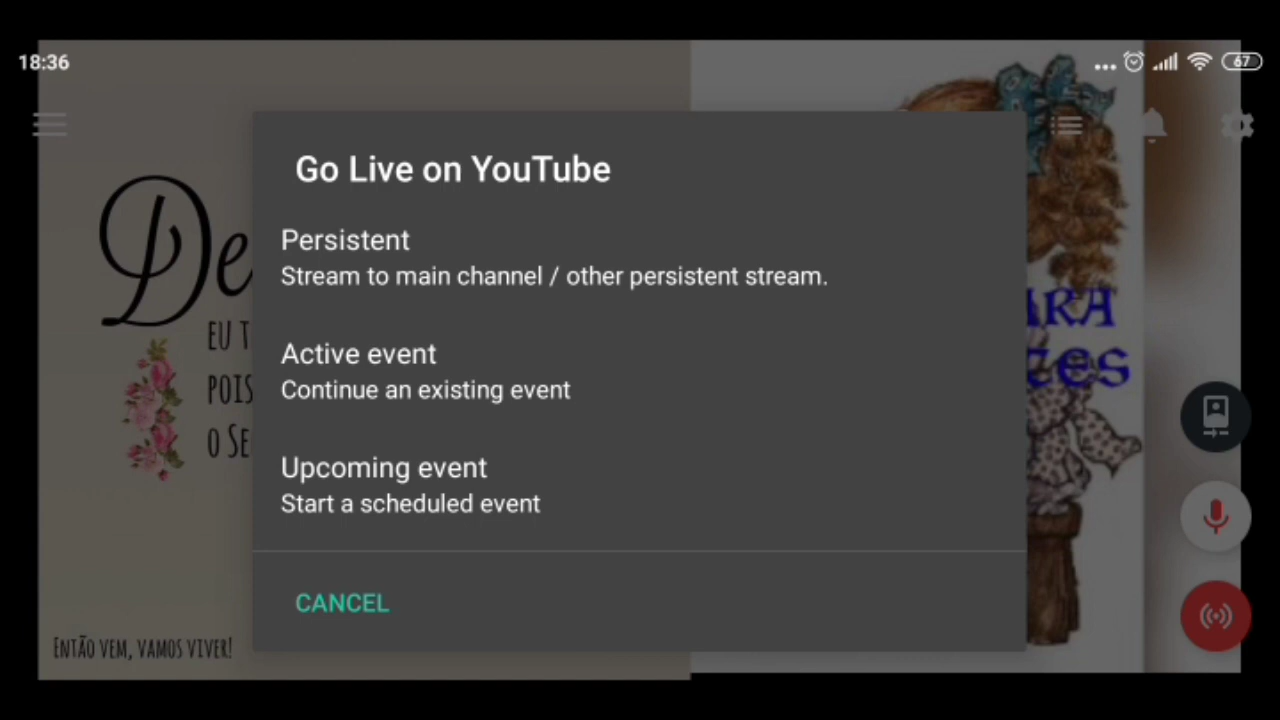 18:36
67
Go Live on YouTube
Persistent
Stream to main channel / other persistent stream.
Active event
Continue an existing event
Upcoming event
Start a scheduled event
CANCEL
EU
POIS
O
ENTÃO VEM, VAMOS VIVER!